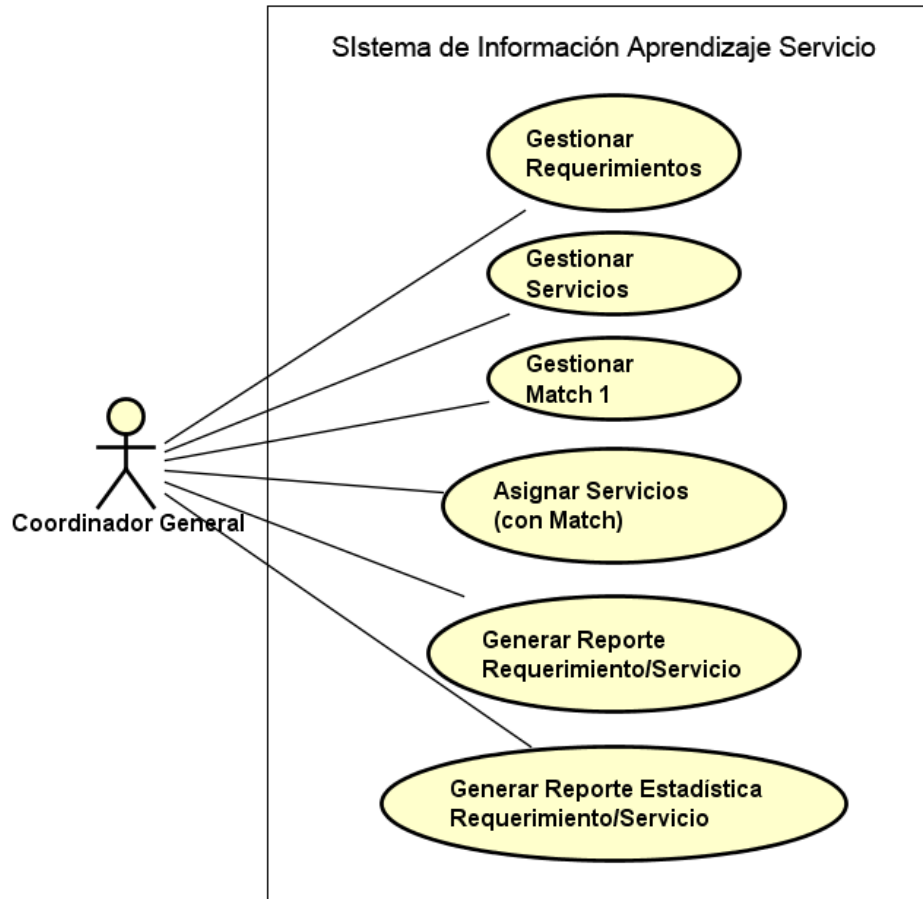 SIstema de Información Aprendizaje Servicio
Gestionar
Requerimientos
Gestionar
Servicios
Gestionar
Match 1
Asignar Servicios
(con Match)
Coordinador General
Generar Reporte
Requerimiento/Servicio
Generar Reporte Estadística
Requerimiento/Servicio